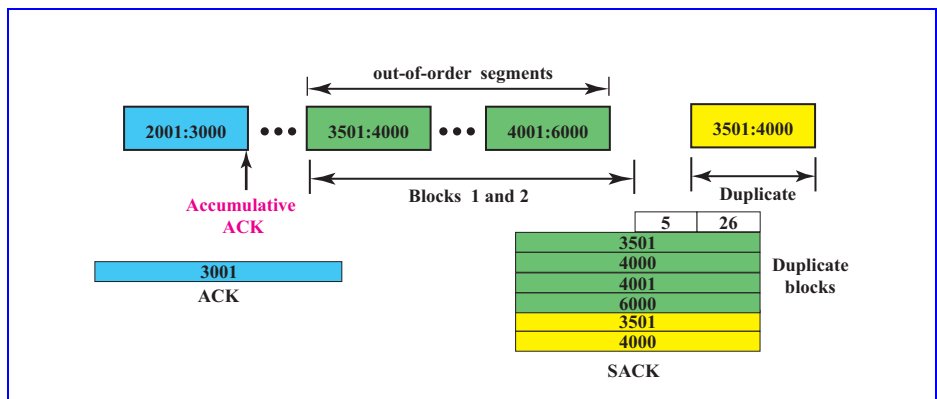 out-of-order segments
2001:3000
3501:4000
4001:6000
3501:4000
Blocks 1 and 2
Duplicate
Accumulative
ACK
5
26
3501
4000
4001
6000
3501
4000
Duplicate
blocks
3001
ACK
SACK